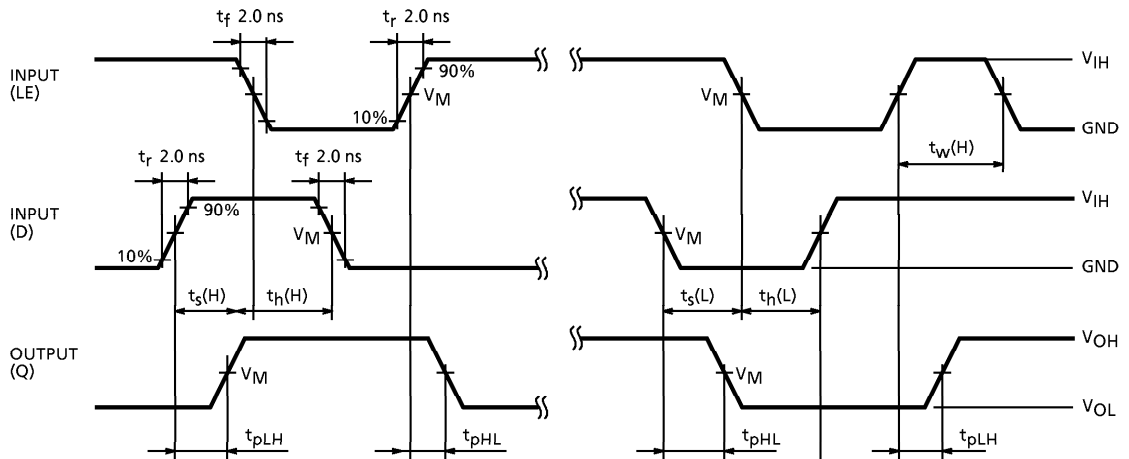 tf 2.0 ns
tr 2.0 ns
INPUT
(LE)
90%
VM
10%
VM
VIH
GND
tw(H)
tr 2.0 ns
tf 2.0 ns
INPUT
(D)
90%
VM
10%
VM
VIH
GND
ts(H)
th(H)
ts(L)
th(L)
OUTPUT
(Q)
VM
VM
VOH
VOL
tpLH
tpHL
tpHL
tpLH